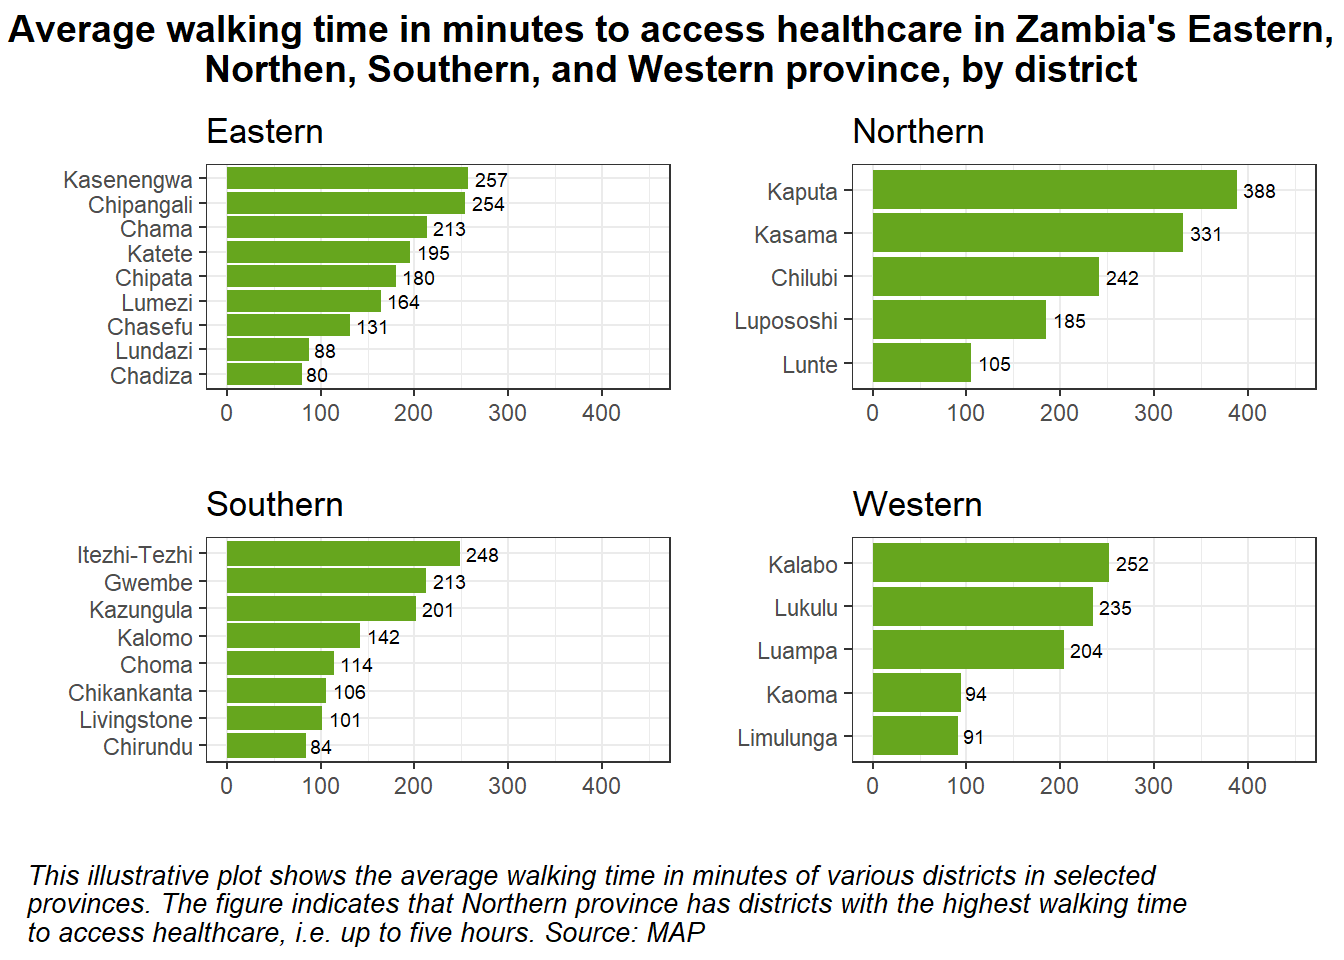 Average walking time in minutes to access healthcare in Zambia's Eastern,
Northen, Southern, and Western province, by district
Eastern
Kasenengwa 257
Chipangali 254
Chama 213
Katete 195
Chipata 180
Lumezi 164
Chasefu 131
Lundazi 88
Chadiza 80
0 100 200 300 400
Northern
Kaputa 388
Kasama 331
Chilubi 242
Lupososhi 185
Lunte 105
0 100 200 300 400
Southern
Itezhi-Tezhi 248
Gwembe 213
Kazungula 201
Kalomo 142
Choma 114
Chikankanta 106
Livingstone 101
Chirundu 84
0 100 200 300 400
Western
Kalabo 252
Lukulu 235
Luampa 204
Kaoma 94
Limulunga 91
0 100 200 300 400
This illustrative plot shows the average walking time in minutes of various districts in selected
provinces. The figure indicates that Northern province has districts with the highest walking time
to access healthcare, i.e. up to five hours. Source: MAP